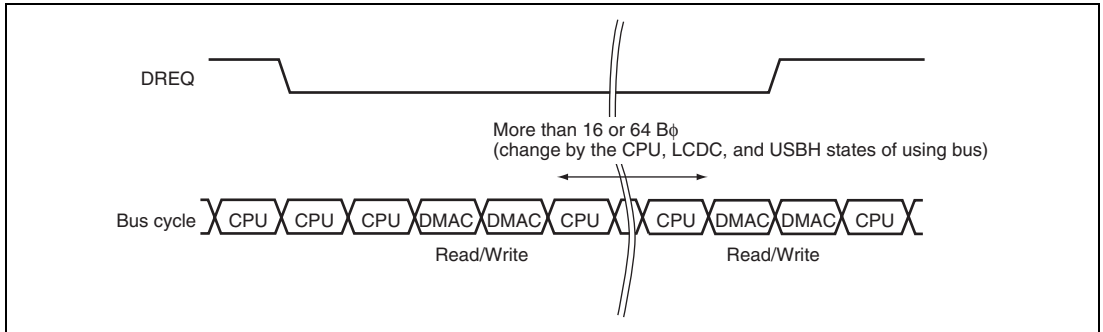 DREQ
More than 16 or 64 Bϕ
(change by the CPU, LCDC, and USBH states of using bus)
Bus cycle CPU CPU CPU DMAC DMAC CPU CPU DMAC DMAC CPU
Read/Write Read/Write